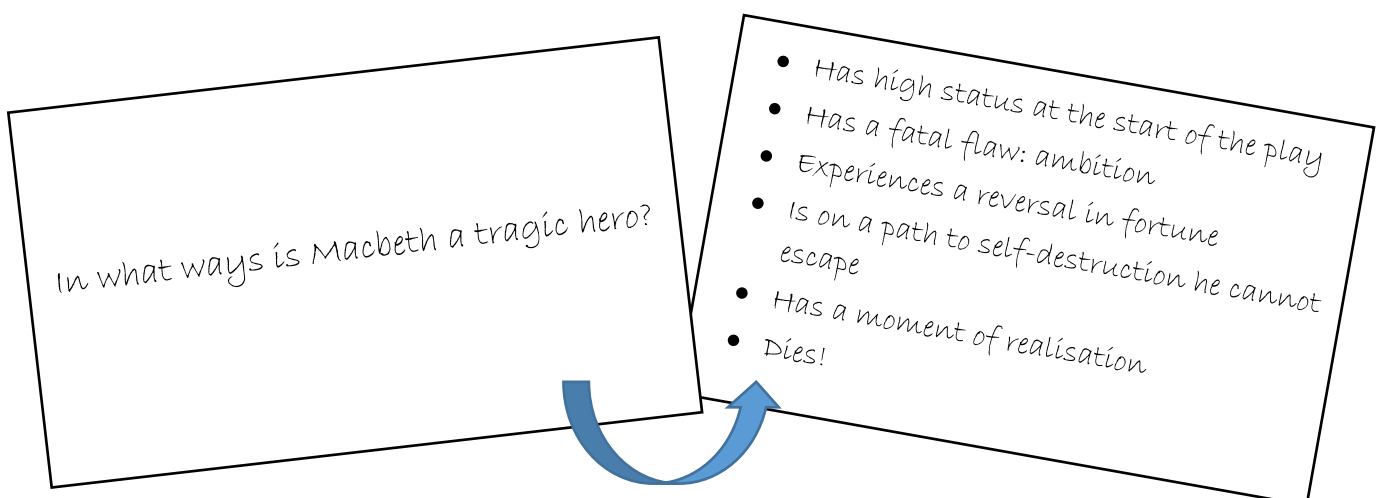 In what ways is Macbeth a tragic hero?
• Has high status at the start of the play
• Has a fatal flaw: ambition
• Experiences a reversal in fortune
• Is on a path to self-destruction he cannot
escape
• Has a moment of realisation
• Dies!